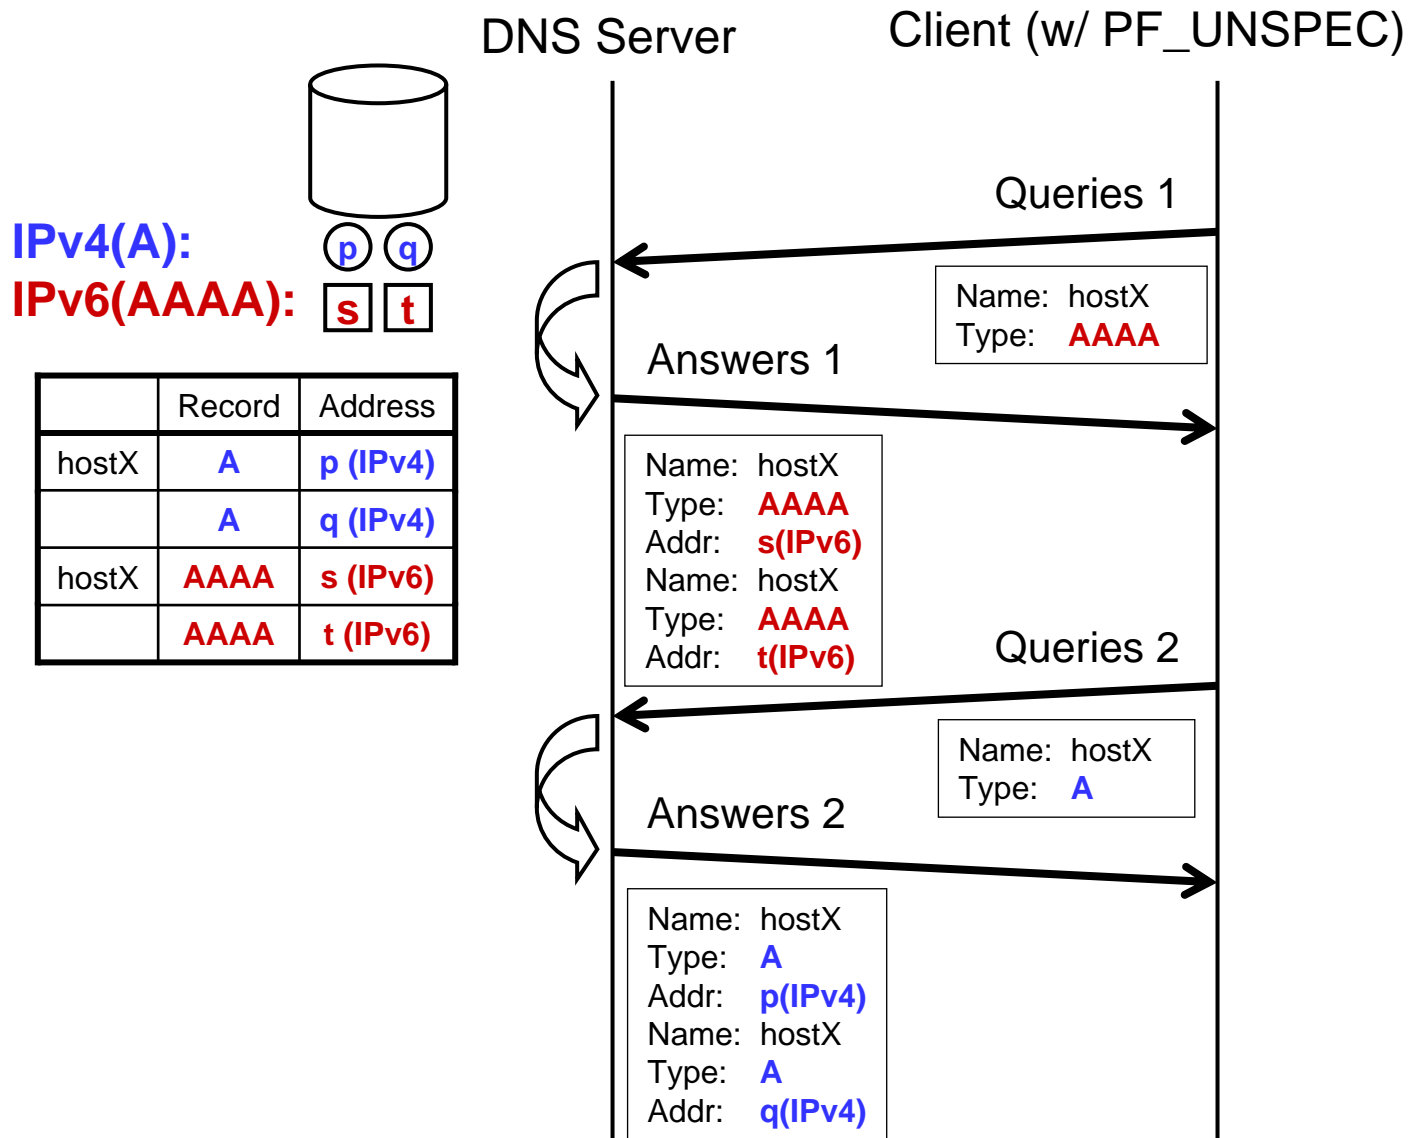 DNS Server
Client (w/ PF_UNSPEC)
IPv4(A):
p q
IPv6(AAAA):
s t
Record Address
hostX A p (IPv4)
A q (IPv4)
hostX AAAA s (IPv6)
AAAA t (IPv6)
Queries 1
Name: hostX
Type: AAAA
Answers 1
Name: hostX
Type: AAAA
Addr: s(IPv6)
Name: hostX
Type: AAAA
Addr: t(IPv6)
Queries 2
Name: hostX
Type: A
Answers 2
Name: hostX
Type: A
Addr: p(IPv4)
Name: hostX
Type: A
Addr: q(IPv4)